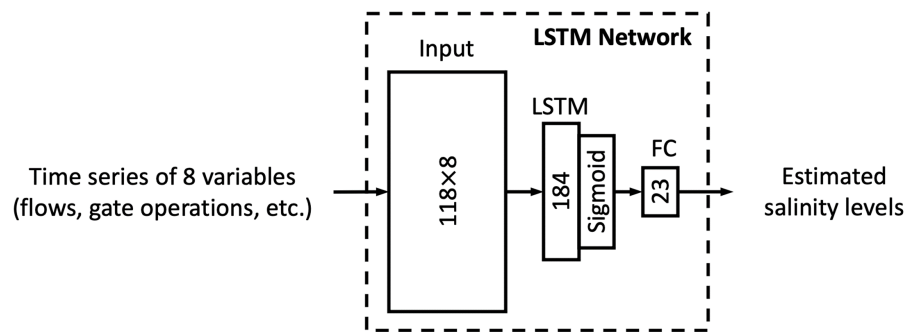 LSTM Network
Input
LSTM
FC
Time series of 8 variables
(flows, gate operations, etc.)
118×8
184
Sigmoid
23
Estimated
salinity levels